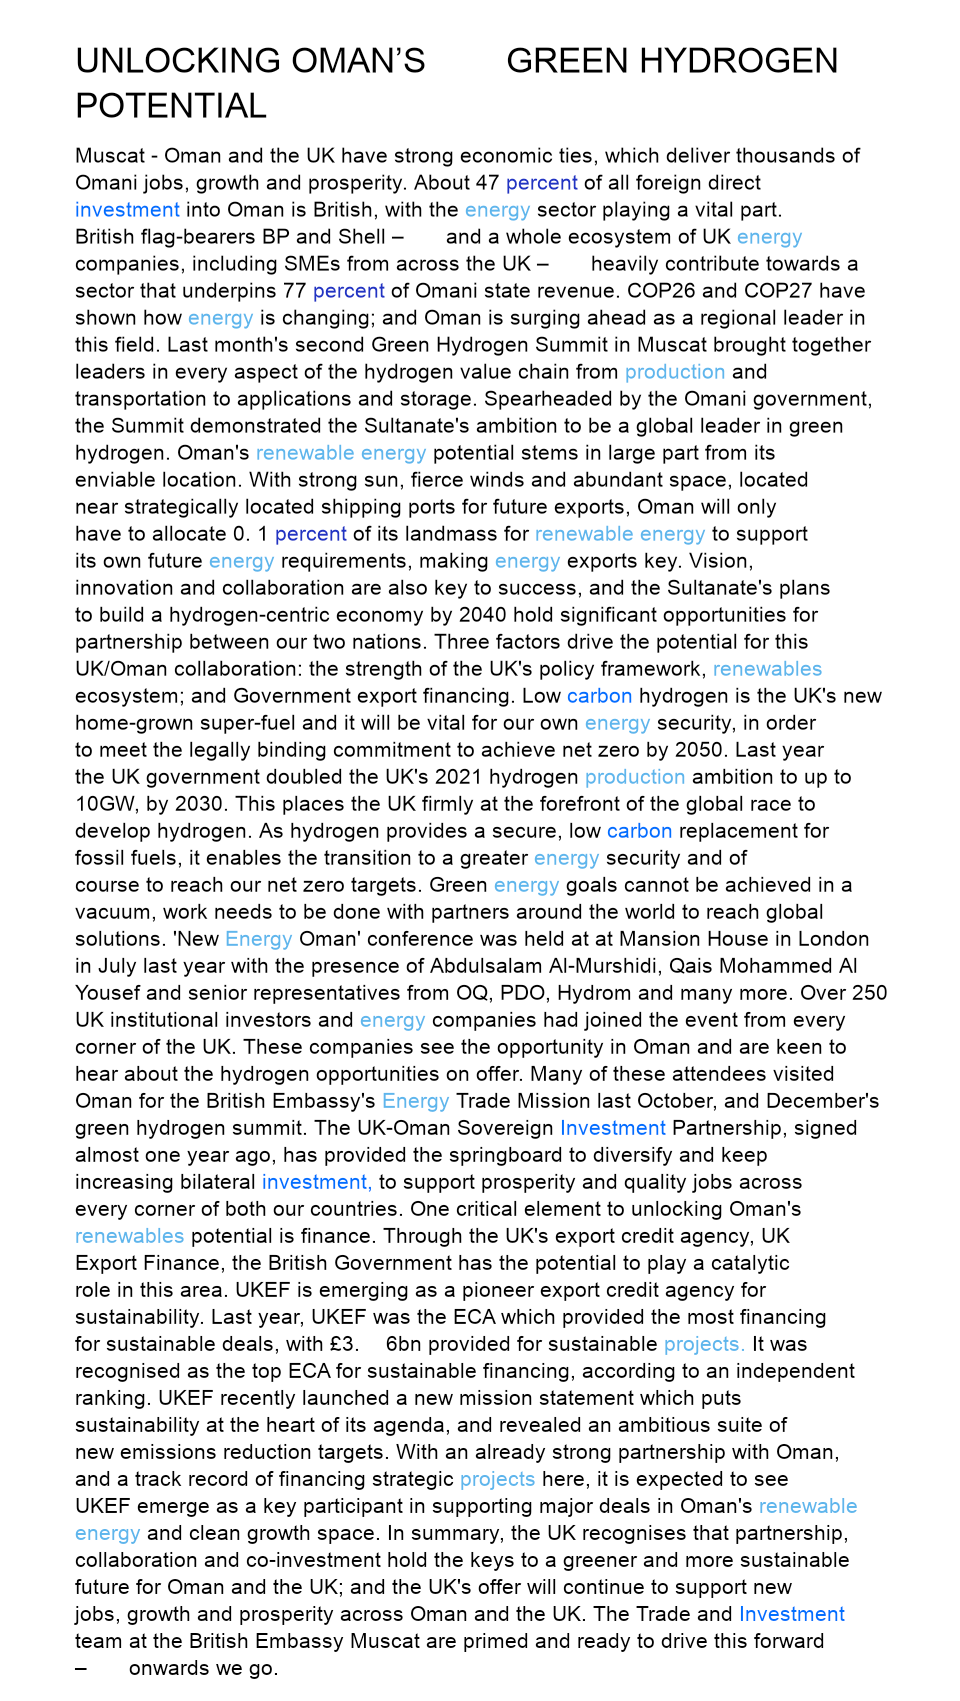 UNLOCKING OMAN’S GREEN HYDROGEN
POTENTIAL
Muscat - Oman and the UK have strong economic ties, which deliver thousands of
Omani jobs, growth and prosperity. About 47 percent of all foreign direct
investment into Oman is British, with the energy sector playing a vital part.
British flag-bearers BP and Shell – and a whole ecosystem of UK energy
companies, including SMEs from across the UK – heavily contribute towards a
sector that underpins 77 percent of Omani state revenue. COP26 and COP27 have
shown how energy is changing; and Oman is surging ahead as a regional leader in
this field. Last month's second Green Hydrogen Summit in Muscat brought together
leaders in every aspect of the hydrogen value chain from production and
transportation to applications and storage. Spearheaded by the Omani government,
the Summit demonstrated the Sultanate's ambition to be a global leader in green
hydrogen. Oman's renewable energy potential stems in large part from its
enviable location. With strong sun, fierce winds and abundant space, located
near strategically located shipping ports for future exports, Oman will only
have to allocate 0. 1 percent of its landmass for renewable energy to support
its own future energy requirements, making energy exports key. Vision,
innovation and collaboration are also key to success, and the Sultanate's plans
to build a hydrogen-centric economy by 2040 hold significant opportunities for
partnership between our two nations. Three factors drive the potential for this
UK/Oman collaboration: the strength of the UK's policy framework, renewables
ecosystem; and Government export financing. Low carbon hydrogen is the UK's new
home-grown super-fuel and it will be vital for our own energy security, in order
to meet the legally binding commitment to achieve net zero by 2050. Last year
the UK government doubled the UK's 2021 hydrogen production ambition to up to
10GW, by 2030. This places the UK firmly at the forefront of the global race to
develop hydrogen. As hydrogen provides a secure, low carbon replacement for
fossil fuels, it enables the transition to a greater energy security and of
course to reach our net zero targets. Green energy goals cannot be achieved in a
vacuum, work needs to be done with partners around the world to reach global
solutions. 'New Energy Oman' conference was held at at Mansion House in London
in July last year with the presence of Abdulsalam Al-Murshidi, Qais Mohammed Al
Yousef and senior representatives from OQ, PDO, Hydrom and many more. Over 250
UK institutional investors and energy companies had joined the event from every
corner of the UK. These companies see the opportunity in Oman and are keen to
hear about the hydrogen opportunities on offer. Many of these attendees visited
Oman for the British Embassy's Energy Trade Mission last October, and December's
green hydrogen summit. The UK-Oman Sovereign Investment Partnership, signed
almost one year ago, has provided the springboard to diversify and keep
increasing bilateral investment, to support prosperity and quality jobs across
every corner of both our countries. One critical element to unlocking Oman's
renewables potential is finance. Through the UK's export credit agency, UK
Export Finance, the British Government has the potential to play a catalytic
role in this area. UKEF is emerging as a pioneer export credit agency for
sustainability. Last year, UKEF was the ECA which provided the most financing
for sustainable deals, with £3. 6bn provided for sustainable projects. It was
recognised as the top ECA for sustainable financing, according to an independent
ranking. UKEF recently launched a new mission statement which puts
sustainability at the heart of its agenda, and revealed an ambitious suite of
new emissions reduction targets. With an already strong partnership with Oman,
and a track record of financing strategic projects here, it is expected to see
UKEF emerge as a key participant in supporting major deals in Oman's renewable
energy and clean growth space. In summary, the UK recognises that partnership,
collaboration and co-investment hold the keys to a greener and more sustainable
future for Oman and the UK; and the UK's offer will continue to support new
jobs, growth and prosperity across Oman and the UK. The Trade and Investment
team at the British Embassy Muscat are primed and ready to drive this forward
– onwards we go.